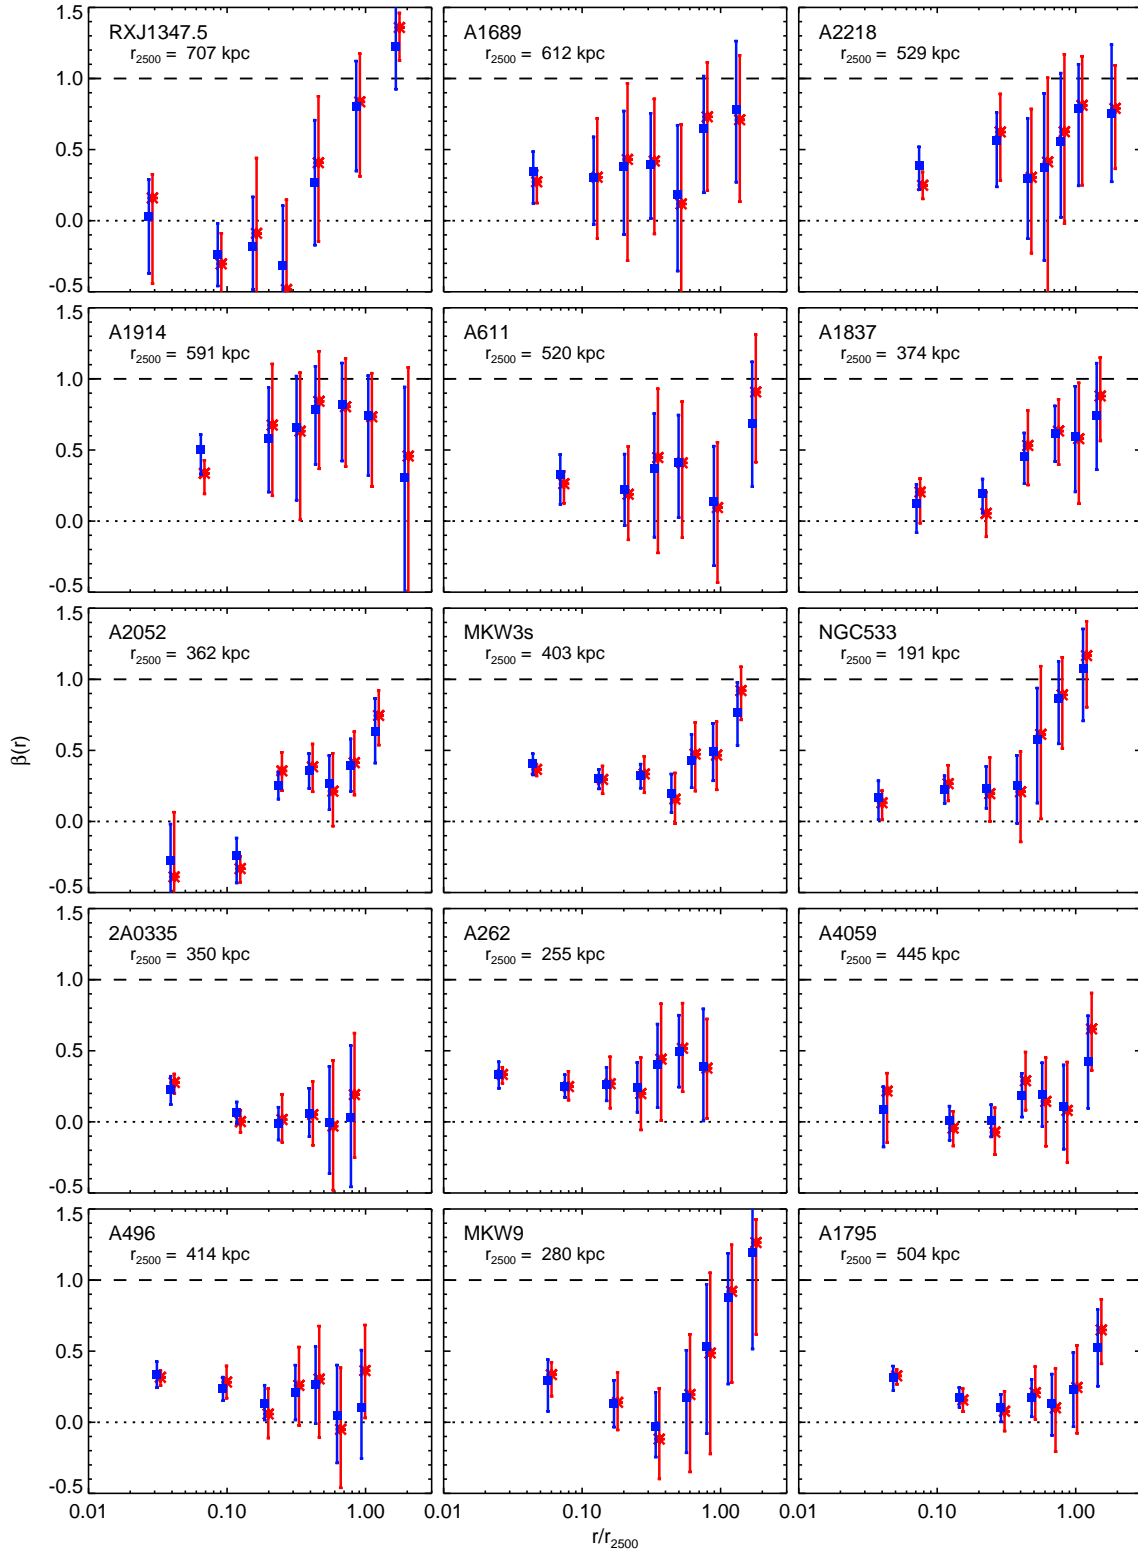 1.5
1.0
0.5
0.0
-0.5
RXJ1347.5
r2500 = 707 kpc
A1689
r2500 = 612 kpc
A2218
r2500 = 529 kpc
1.5
1.0
0.5
0.0
-0.5
A1914
r2500 = 591 kpc
A611
r2500 = 520 kpc
A1837
r2500 = 374 kpc
1.5
1.0
0.5
0.0
-0.5
β(r)
A2052
r2500 = 362 kpc
MKW3s
r2500 = 403 kpc
NGC533
r2500 = 191 kpc
1.5
1.0
0.5
0.0
-0.5
2A0335
r2500 = 350 kpc
A262
r2500 = 255 kpc
A4059
r2500 = 445 kpc
1.5
1.0
0.5
0.0
-0.5
A496
r2500 = 414 kpc
MKW9
r2500 = 280 kpc
A1795
r2500 = 504 kpc
0.01 0.10 1.00 0.01 0.10 1.00 0.01 0.10 1.00
r/r2500